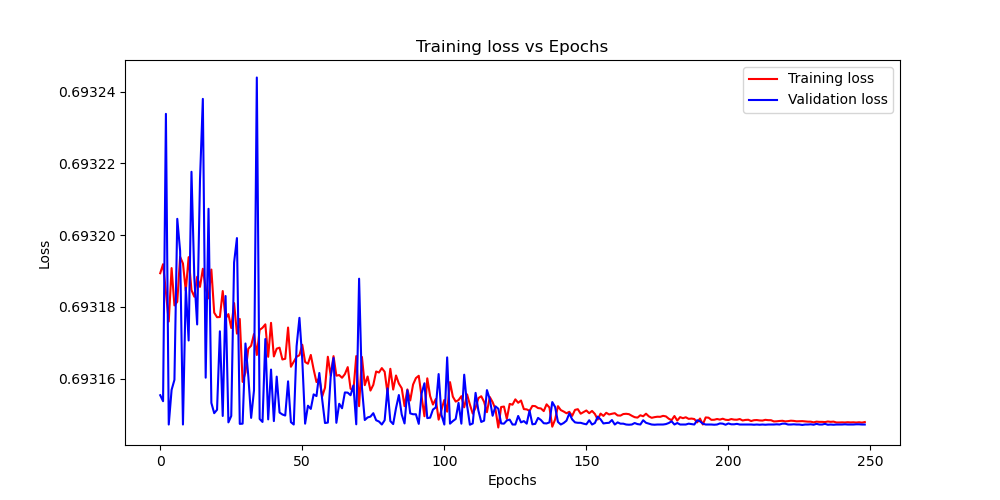 Training loss vs Epochs
Training loss
Validation loss
0.69324
0.69322
0.69320
0.69318
0.69316
Loss
0
50
100
150
200
250
Epochs